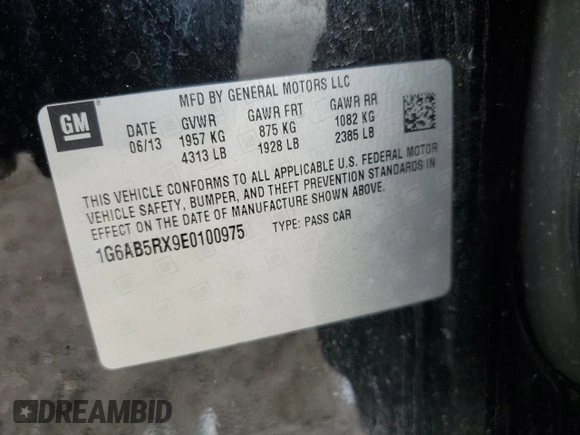 MFD BY GENERAL MOTORS LLC
GM
DATE GVWR GAWR FRT GAWR RR
06/13 1957 KG 875 KG 1082 KG
4313 LB 1928 LB 2385 LB
THIS VEHICLE CONFORMS TO ALL APPLICABLE U.S. FEDERAL MOTOR
VEHICLE SAFETY, BUMPER, AND THEFT PREVENTION STANDARDS IN
EFFECT ON THE DATE OF MANUFACTURE SHOWN ABOVE.
1G6AB5RX9E0100975 TYPE: PASS CAR
DREAMBID